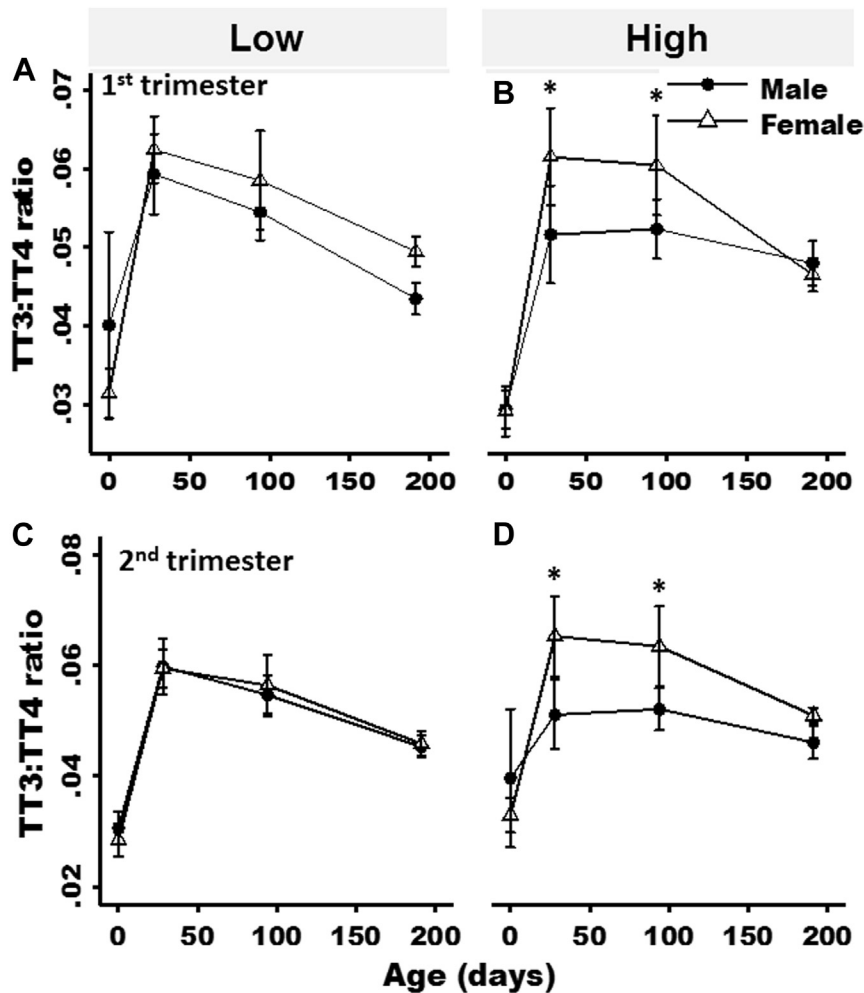 Low
High
A
1st trimester
.07
.06
.05
.04
.03
TT3:TT4 ratio
0 50 100 150 200
B
* *
Male
Female
0 50 100 150 200
C
2nd trimester
.08
.06
.04
.02
TT3:TT4 ratio
0 50 100 150 200
D
* *
0 50 100 150 200
Age (days)